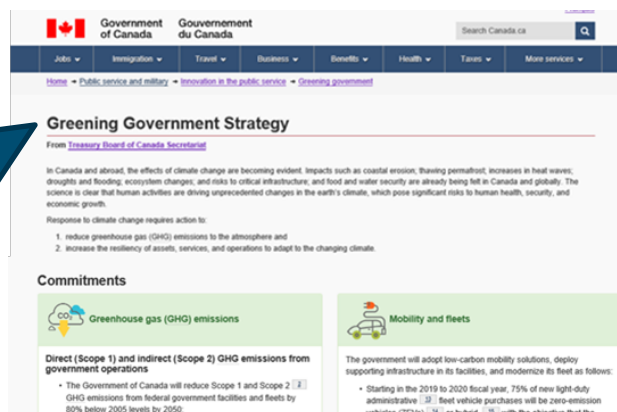 Government of Canada
Gouvernement du Canada
Search Canada.ca
Jobs Immigration Travel Business Benefits Health Taxes More services
Home → Public service and military → Innovation in the public service → Greening government
Greening Government Strategy
From Treasury Board of Canada Secretariat
In Canada and abroad, the effects of climate change are becoming evident. Impacts such as coastal erosion; thawing permafrost; increases in heat waves;
droughts and flooding; ecosystem changes; and risks to critical infrastructure; and food and water security are already being felt in Canada and globally. The
science is clear that human activities are driving unprecedented changes in the earth's climate, which pose significant risks to human health, security, and
economic growth.
Response to climate change requires action to:
1. reduce greenhouse gas (GHG) emissions to the atmosphere and
2. increase the resiliency of assets, services, and operations to adapt to the changing climate.
Commitments
CO₂
Greenhouse gas (GHG) emissions
Direct (Scope 1) and indirect (Scope 2) GHG emissions from
government operations
• The Government of Canada will reduce Scope 1 and Scope 2 2
GHG emissions from federal government facilities and fleets by
80% below 2005 levels by 2050:
Mobility and fleets
The government will adopt low-carbon mobility solutions, deploy
supporting infrastructure in its facilities, and modernize its fleet as follows:
• Starting in the 2019 to 2020 fiscal year, 75% of new light-duty
administrative fleet vehicle purchases will be zero-emission
vehicles (ZEVs) or hybrid, with the objective that the